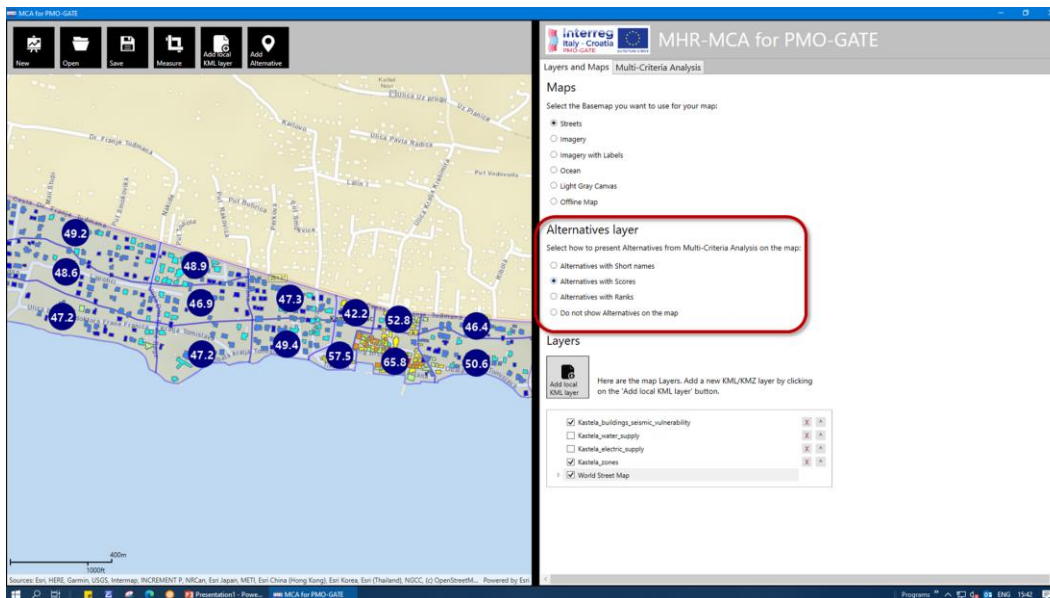 MCA for PMO-GATE
New
Open
Save
Measure
Add local
KML layer
Add
Alternative
Interreg
Italy - Croatia
PMO-GATE
MHR-MCA for PMO-GATE
Layers and Maps
Multi-Criteria Analysis
Maps
Select the Basemap you want to use for your map:
Streets
Imagery
Imagery with Labels
Ocean
Light Gray Canvas
Offline Map
Alternatives layer
Select how to present Alternatives from Multi-Criteria Analysis on the map:
Alternatives with Short names
Alternatives with Scores
Alternatives with Ranks
Do not show Alternatives on the map
Layers
Add local
KML layer
Here are the map Layers. Add a new KML/KMZ layer by clicking
on the 'Add local KML layer' button.
Kastela_buildings_seismic_vulnerability
X ^
Kastela_water_supply
X ^
Kastela_electric_supply
X ^
Kastela_zones
X ^
World Street Map
Dr. Franje Tuđmana
Ulica Pavla Radića
Put Vodovoda
49.2
48.6
47.2
48.9
46.9
47.2
47.3
49.4
42.2
57.5
52.8
65.8
46.4
50.6
400m
1000ft
Sources: Esri, HERE, Garmin, USGS, Intermap, INCREMENT P, NRCan, Esri Japan, METI, Esri China (Hong Kong), Esri Korea, Esri (Thailand), NGCC, (c) OpenStreetM...
Powered by Esri
Presentation1 - Powe...
MCA for PMO-GATE
Programs
ENG
15:42